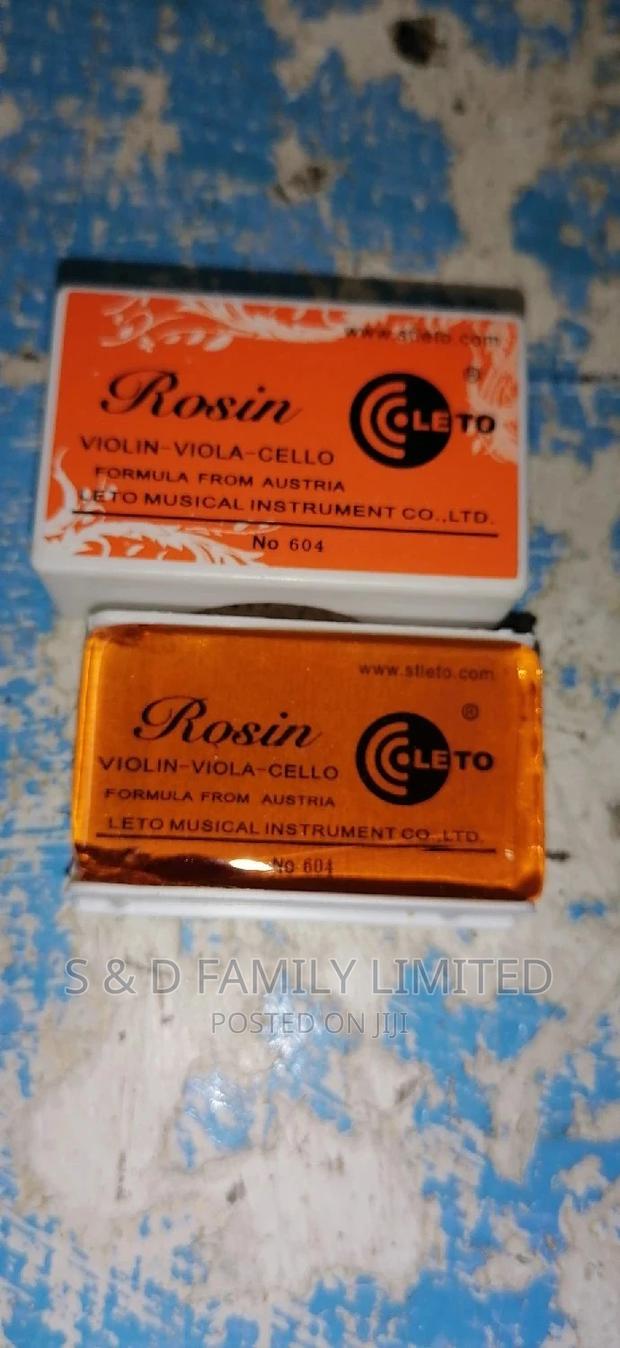 www.stleto.com
®
Rosin
LETO
VIOLIN-VIOLA-CELLO
FORMULA FROM AUSTRIA
LETO MUSICAL INSTRUMENT CO.,LTD.
No 604
www.stleto.com
®
Rosin
LETO
VIOLIN-VIOLA-CELLO
FORMULA FROM AUSTRIA
LETO MUSICAL INSTRUMENT CO.,LTD.
No 604
S & D FAMILY LIMITED
POSTED ON JIJI